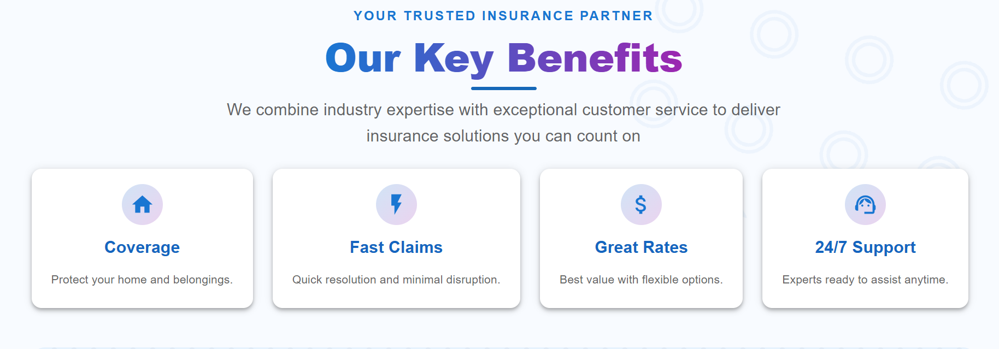 YOUR TRUSTED INSURANCE PARTNER
Our Key Benefits
We combine industry expertise with exceptional customer service to deliver
insurance solutions you can count on
Coverage
Protect your home and belongings.
Fast Claims
Quick resolution and minimal disruption.
Great Rates
Best value with flexible options.
24/7 Support
Experts ready to assist anytime.